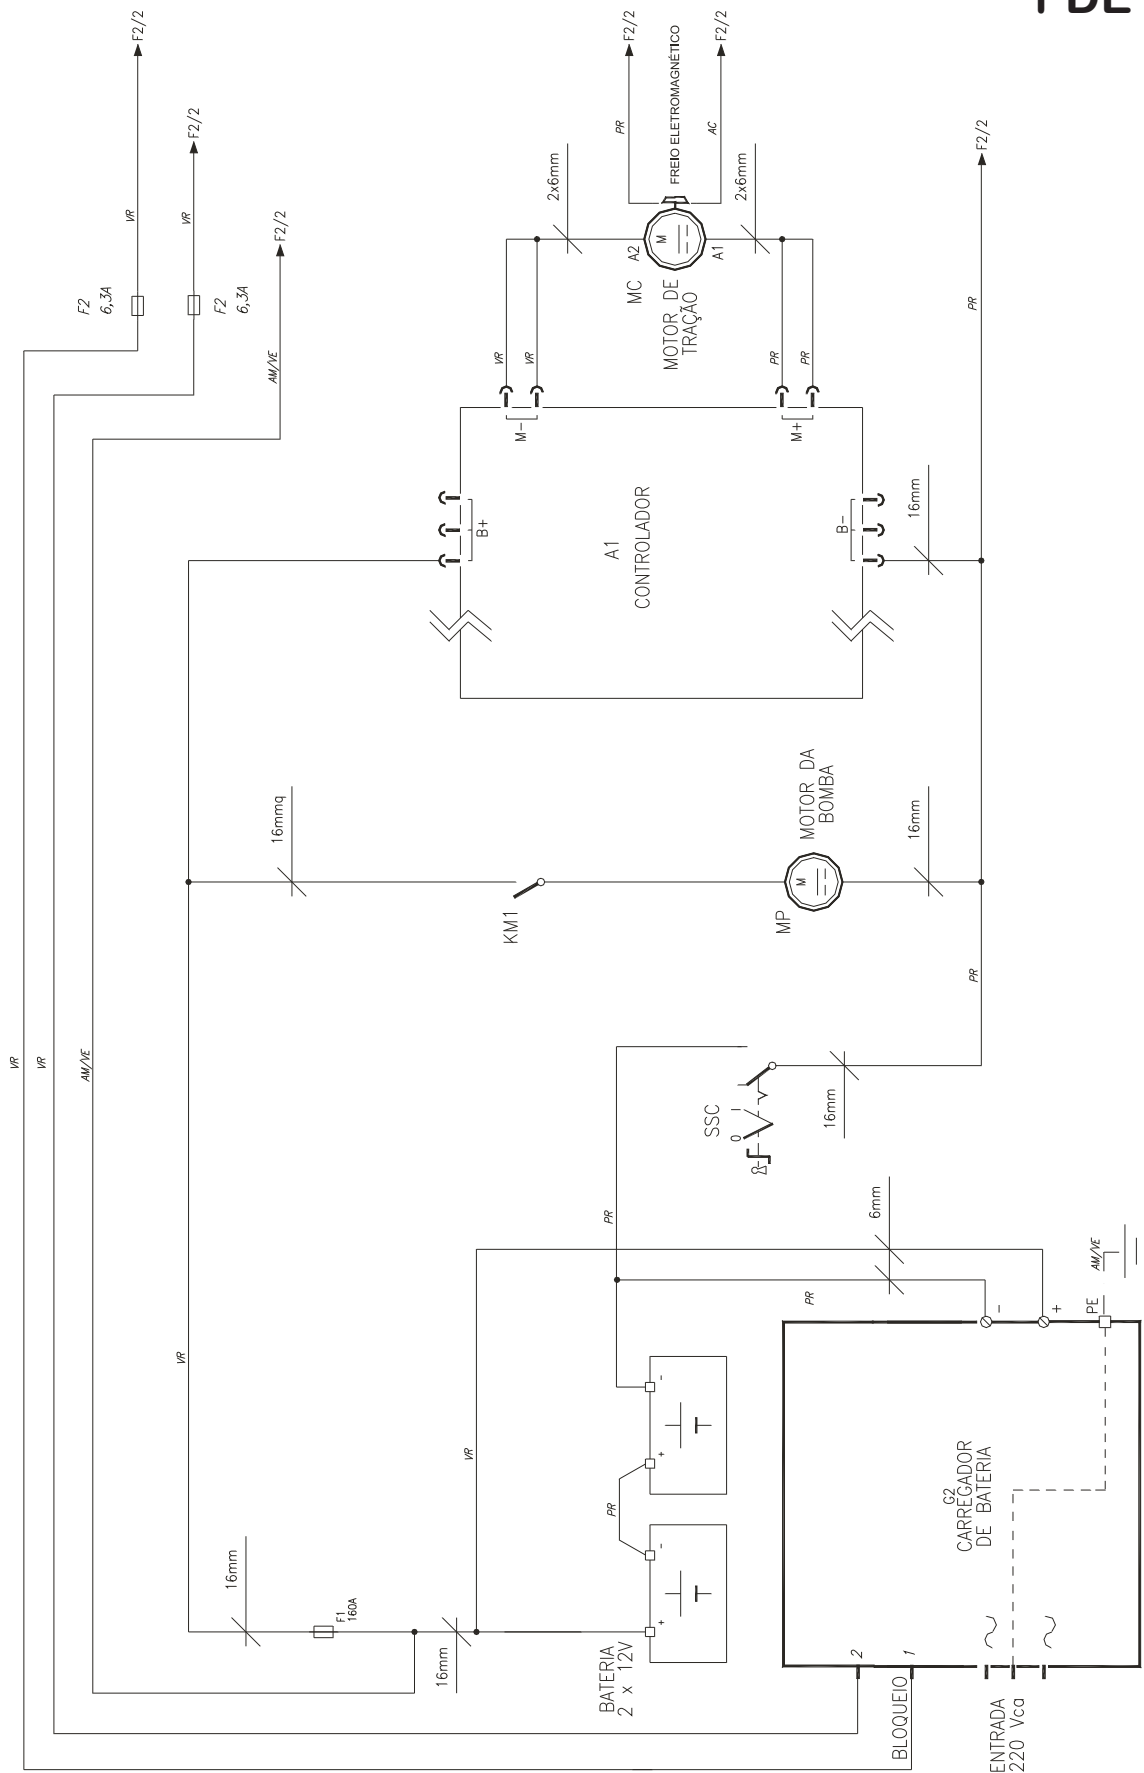 F2/2
VR
F2
6,3A
F2/2
VR
F2
6,3A
F2/2
AM/VE
F2/2
PR
FREIO ELETROMAGNÉTICO
F2/2
AC
2x6mm
2x6mm
A2
M
A1
MC
MOTOR DE
TRAÇÃO
VR
VR
PR
PR
M-
M+
F2/2
PR
B+
B-
A1
CONTROLADOR
16mm
16mmq
KM1
MP
M
MOTOR DA
BOMBA
16mm
PR
VR
VR
AM/VE
SSC
0
I
16mm
PR
6mm
PR
VR
VR
16mm
F1
160A
16mm
BATERIA
2 x 12V
+
-
PR
+
-
-
+
PE
AM/VE
G2
CARREGADOR
DE BATERIA
2
1
BLOQUEIO
ENTRADA
220 Vca